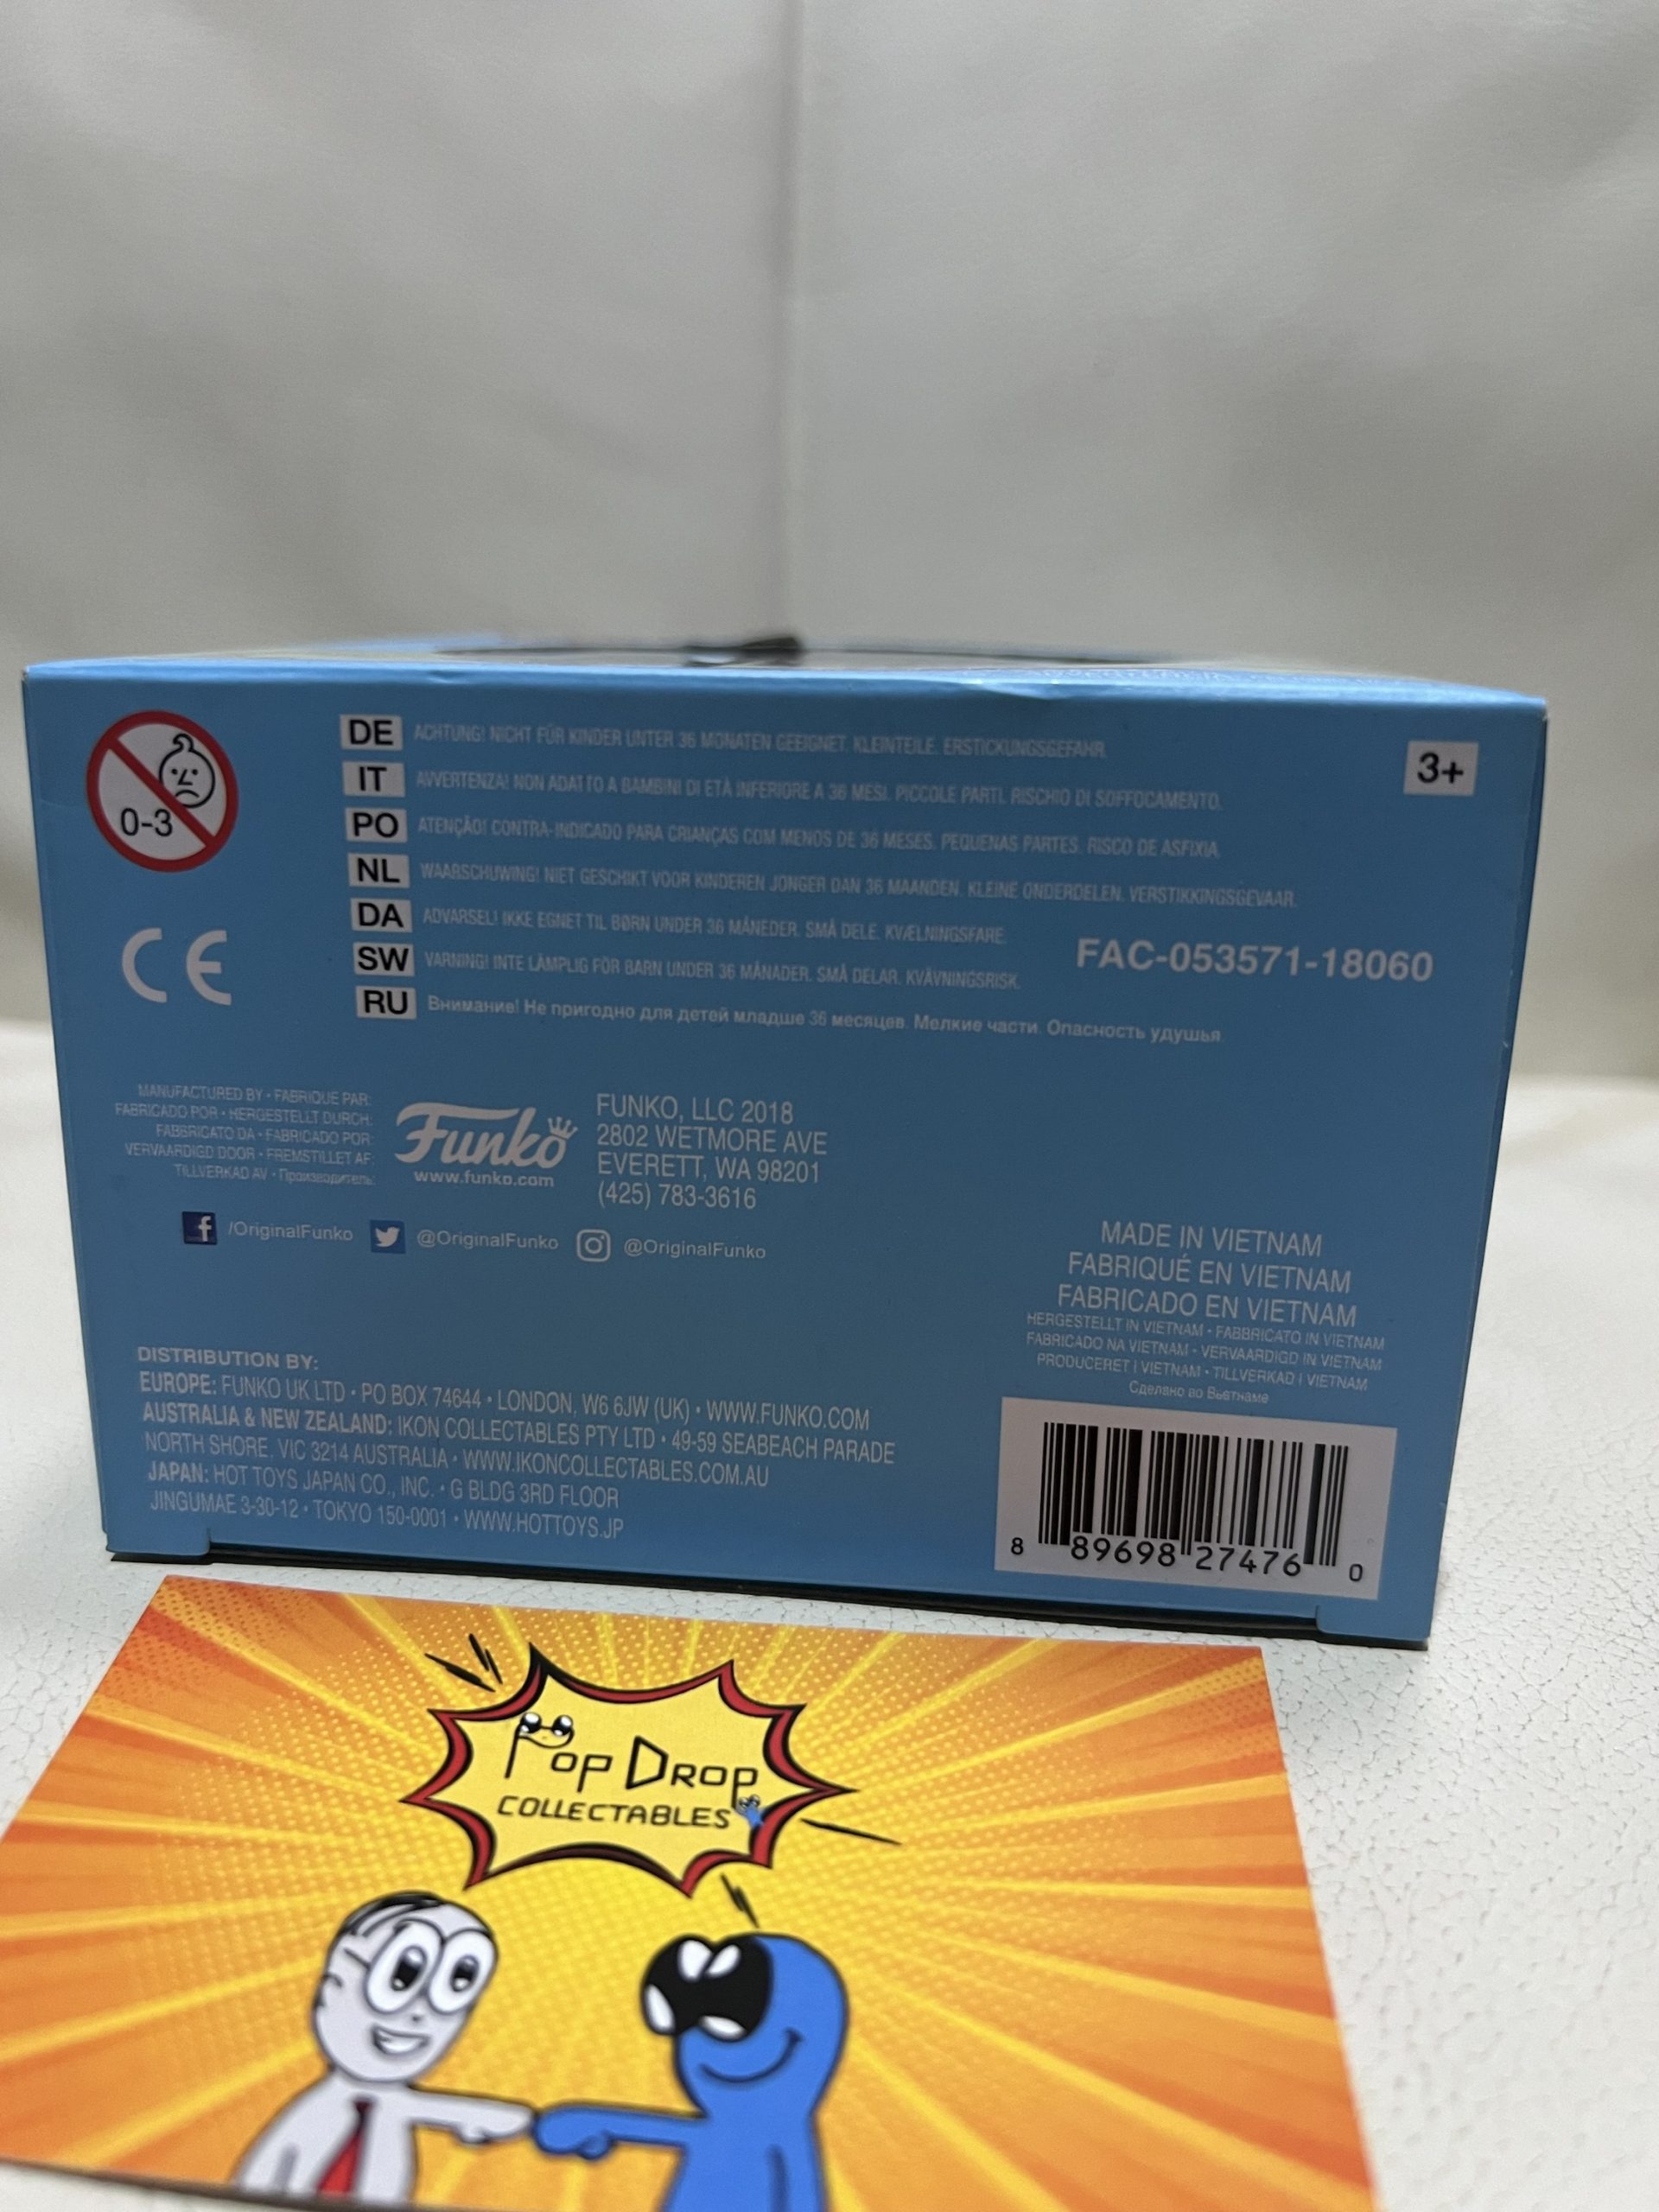 0-3
DE ACHTUNG! NICHT FÜR KINDER UNTER 36 MONATEN GEEIGNET. KLEINTEILE. ERSTICKUNGSGEFAHR.
IT AVVERTENZA! NON ADATTO A BAMBINI DI ETÀ INFERIORE A 36 MESI. PICCOLE PARTI. RISCHIO DI SOFFOCAMENTO.
PO ATENÇÃO! CONTRA-INDICADO PARA CRIANÇAS COM MENOS DE 36 MESES. PEQUENAS PARTES. RISCO DE ASFIXIA.
NL WAARSCHUWING! NIET GESCHIKT VOOR KINDEREN JONGER DAN 36 MAANDEN. KLEINE ONDERDELEN. VERSTIKKINGSGEVAAR.
DA ADVARSEL! IKKE EGNET TIL BØRN UNDER 36 MÅNEDER. SMÅ DELE. KVÆLNINGSFARE.
SW VARNING! INTE LÄMPLIG FÖR BARN UNDER 36 MÅNADER. SMÅ DELAR. KVÄVNINGSRISK.
RU Внимание! Не пригодно для детей младше 36 месяцев. Мелкие части. Опасность удушья.
3+
CE
FAC-053571-18060
MANUFACTURED BY • FABRIQUE PAR:
FABRICADO POR • HERGESTELLT DURCH:
FABBRICATO DA • FABRICADO POR:
VERVAARDIGD DOOR • FREMSTILLET AF:
TILLVERKAD AV • Производитель:
Funko
www.funko.com
FUNKO, LLC 2018
2802 WETMORE AVE
EVERETT, WA 98201
(425) 783-3616
f /OriginalFunko @OriginalFunko @OriginalFunko
MADE IN VIETNAM
FABRIQUÉ EN VIETNAM
FABRICADO EN VIETNAM
HERGESTELLT IN VIETNAM • FABBRICATO IN VIETNAM
FABRICADO NA VIETNAM • VERVAARDIGD IN VIETNAM
PRODUCERET I VIETNAM • TILLVERKAD I VIETNAM
Сделано во Вьетнаме
DISTRIBUTION BY:
EUROPE: FUNKO UK LTD • PO BOX 74644 • LONDON, W6 6JW (UK) • WWW.FUNKO.COM
AUSTRALIA & NEW ZEALAND: IKON COLLECTABLES PTY LTD • 49-59 SEABEACH PARADE
NORTH SHORE, VIC 3214 AUSTRALIA • WWW.IKONCOLLECTABLES.COM.AU
JAPAN: HOT TOYS JAPAN CO., INC. • G BLDG 3RD FLOOR
JINGUMAE 3-30-12 • TOKYO 150-0001 • WWW.HOTTOYS.JP
8 89698 27476 0
POP DROP
COLLECTABLES